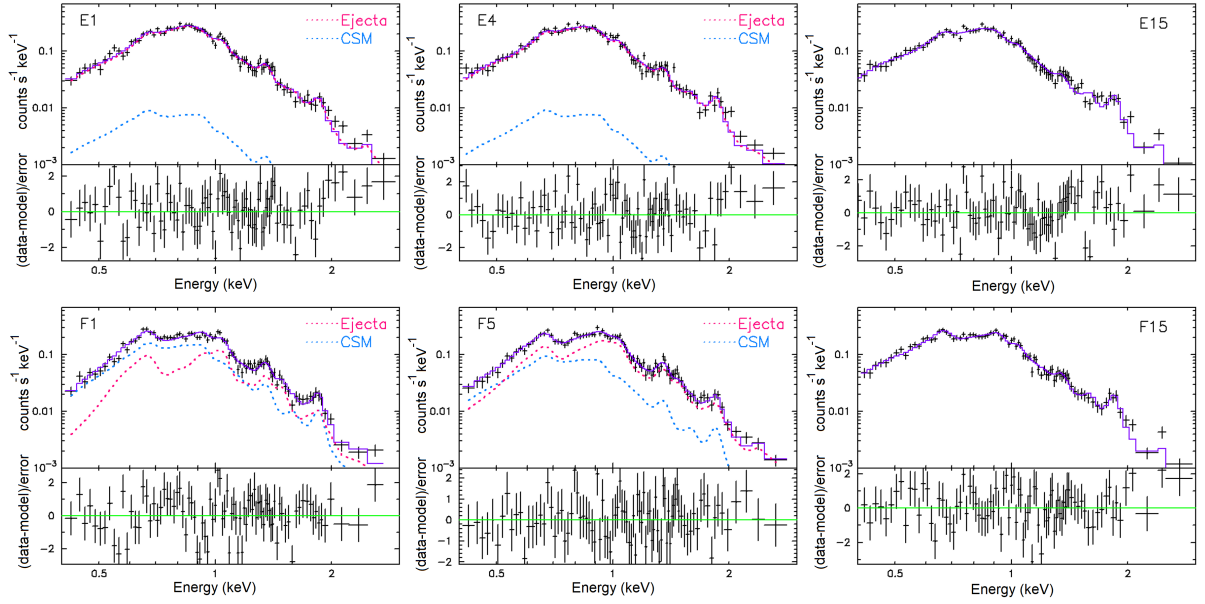 E1
Ejecta
CSM
counts s⁻¹ keV⁻¹
0.1
0.01
10⁻³
(data-model)/error
2
0
−2
0.5
1
2
Energy (keV)
E4
Ejecta
CSM
counts s⁻¹ keV⁻¹
0.1
0.01
10⁻³
(data-model)/error
2
0
−2
0.5
1
2
Energy (keV)
E15
counts s⁻¹ keV⁻¹
0.1
0.01
10⁻³
(data-model)/error
2
0
−2
0.5
1
2
Energy (keV)
F1
Ejecta
CSM
counts s⁻¹ keV⁻¹
0.1
0.01
10⁻³
(data-model)/error
2
0
−2
0.5
1
2
Energy (keV)
F5
Ejecta
CSM
counts s⁻¹ keV⁻¹
0.1
0.01
10⁻³
(data-model)/error
2
1
0
−1
−2
0.5
1
2
Energy (keV)
F15
counts s⁻¹ keV⁻¹
0.1
0.01
10⁻³
(data-model)/error
2
0
−2
0.5
1
2
Energy (keV)